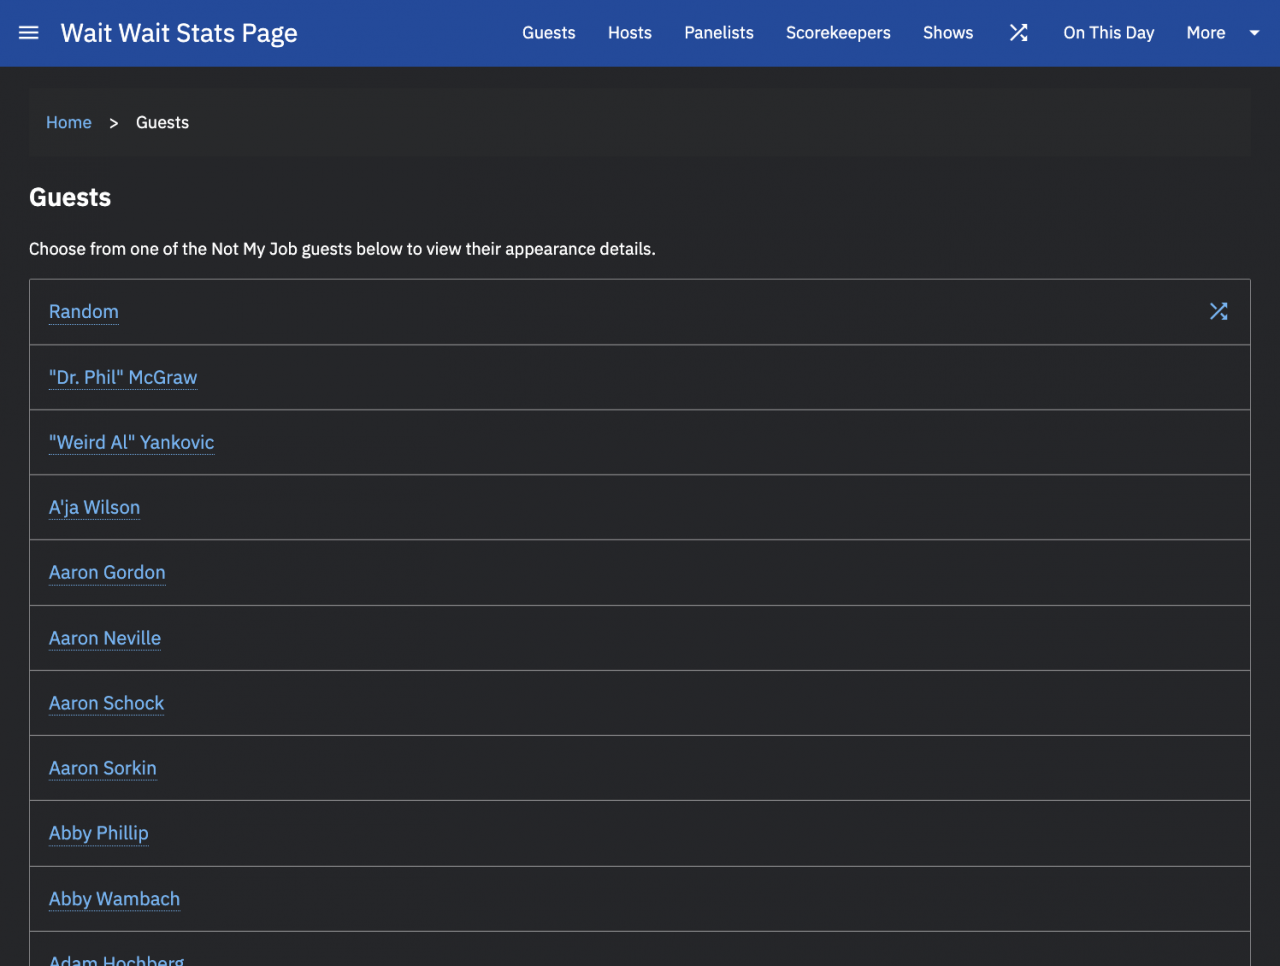 Wait Wait Stats Page Guests Hosts Panelists Scorekeepers Shows On This Day More
Home > Guests
Guests
Choose from one of the Not My Job guests below to view their appearance details.
Random
"Dr. Phil" McGraw
"Weird Al" Yankovic
A'ja Wilson
Aaron Gordon
Aaron Neville
Aaron Schock
Aaron Sorkin
Abby Phillip
Abby Wambach
Adam Hochberg